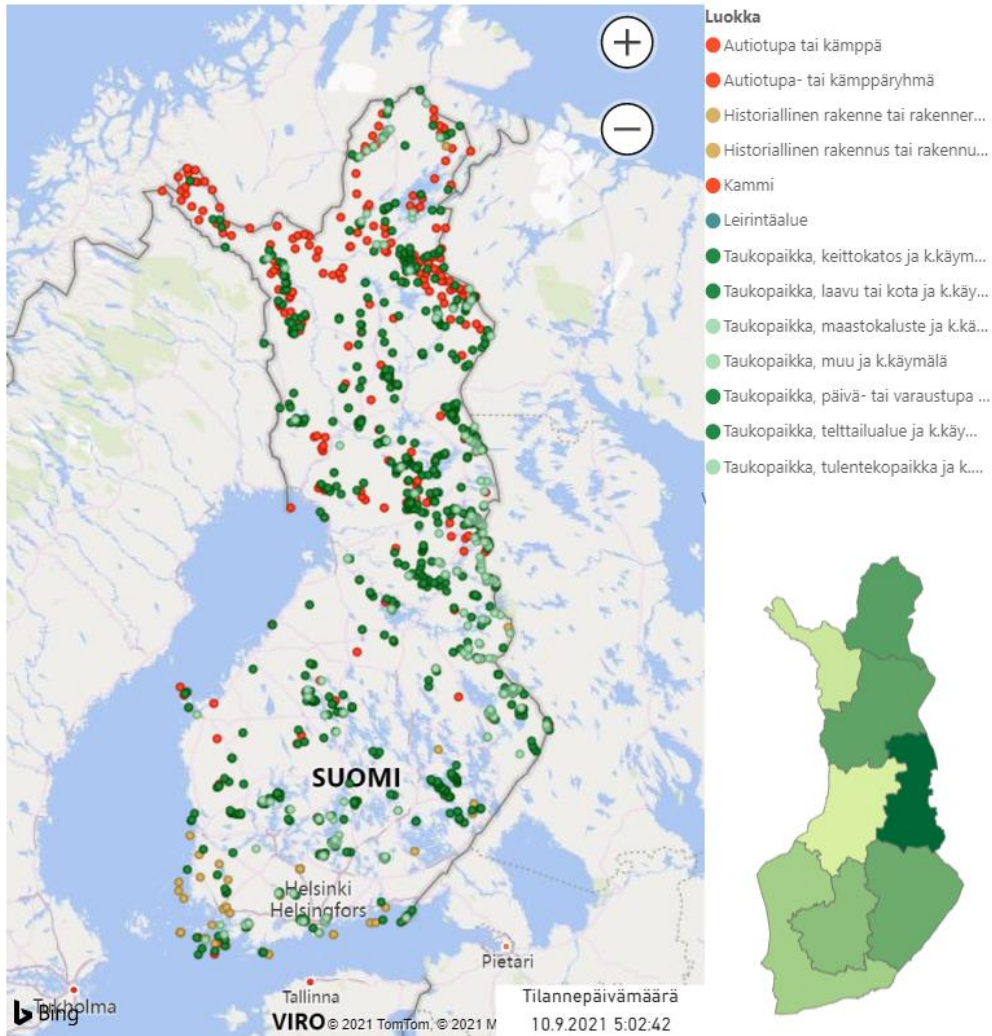 Luokka
Autiotupa tai kämppä
Autiotupa- tai kämppäryhmä
Historiallinen rakenne tai rakenner...
Historiallinen rakennus tai rakennu...
Kammi
Leirintäalue
Taukopaikka, keittokatos ja k.käym...
Taukopaikka, laavu tai kota ja k.käy...
Taukopaikka, maastokaluste ja k.kä...
Taukopaikka, muu ja k.käymälä
Taukopaikka, päivä- tai varaustupa ...
Taukopaikka, telttailualue ja k.käy...
Taukopaikka, tulentekopaikka ja k....
SUOMI
Helsinki
Helsingfors
Pietari
Tukholma
Bing
Tallinna
VIRO © 2021 TomTom, © 2021 M
Tilannepäivämäärä
10.9.2021 5:02:42